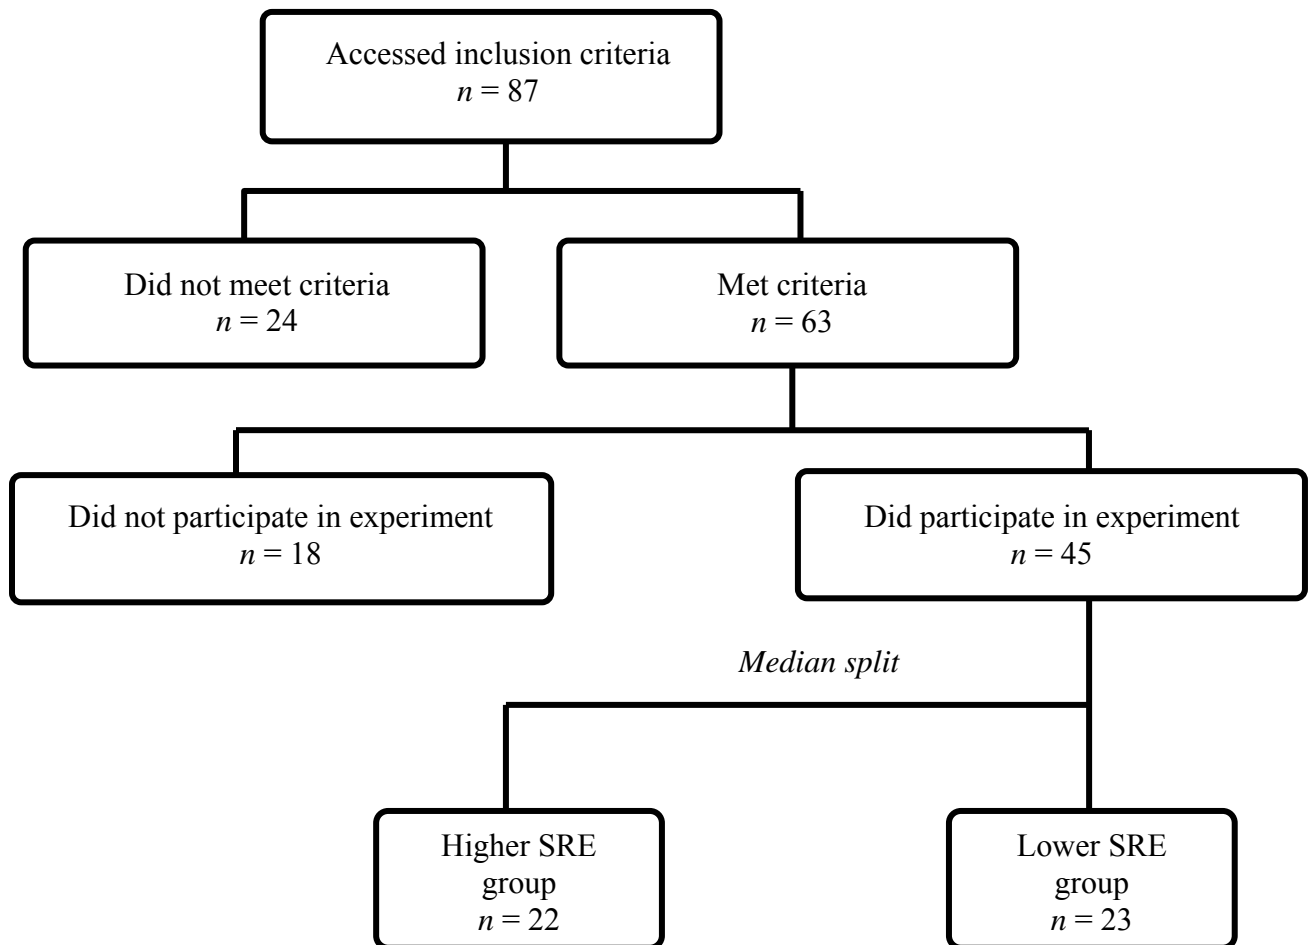 Accessed inclusion criteria
n = 87
Did not meet criteria
n = 24
Met criteria
n = 63
Did not participate in experiment
n = 18
Did participate in experiment
n = 45
Median split
Higher SRE
group
n = 22
Lower SRE
group
n = 23